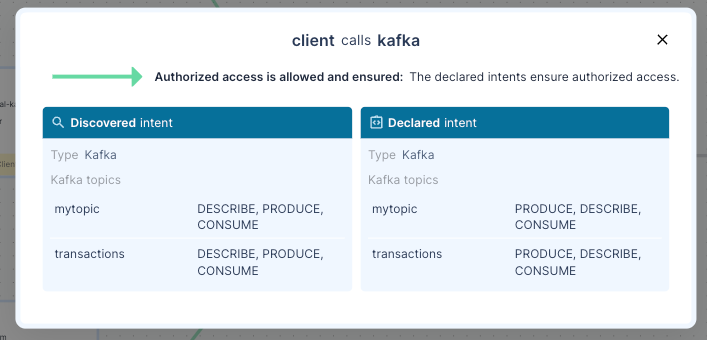 client calls kafka
Authorized access is allowed and ensured: The declared intents ensure authorized access.
Discovered intent
Type Kafka
Kafka topics
mytopic DESCRIBE, PRODUCE,
CONSUME
transactions DESCRIBE, PRODUCE,
CONSUME
Declared intent
Type Kafka
Kafka topics
mytopic PRODUCE, DESCRIBE,
CONSUME
transactions PRODUCE, DESCRIBE,
CONSUME